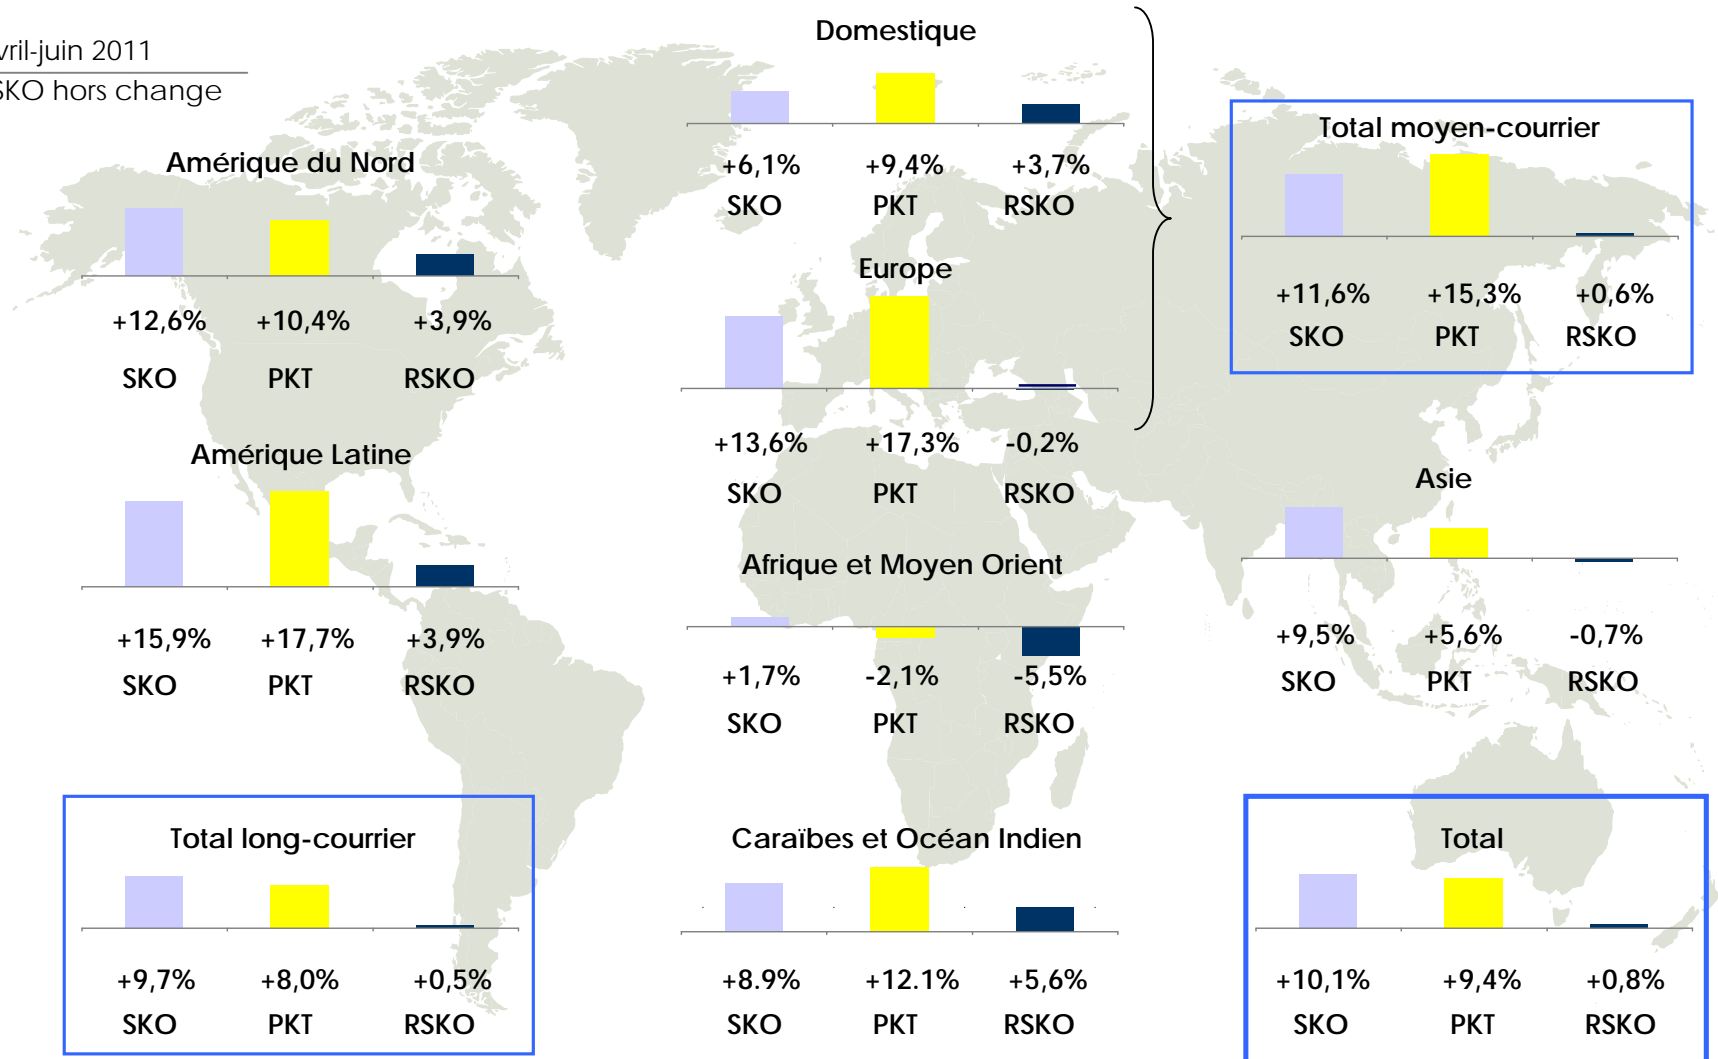 vril-juin 2011
SKO hors change
Domestique
+6,1% +9,4% +3,7%
SKO PKT RSKO
Total moyen-courrier
+11,6% +15,3% +0,6%
SKO PKT RSKO
Amérique du Nord
+12,6% +10,4% +3,9%
SKO PKT RSKO
Europe
+13,6% +17,3% -0,2%
SKO PKT RSKO
Amérique Latine
+15,9% +17,7% +3,9%
SKO PKT RSKO
Asie
+9,5% +5,6% -0,7%
SKO PKT RSKO
Afrique et Moyen Orient
+1,7% -2,1% -5,5%
SKO PKT RSKO
Total long-courrier
+9,7% +8,0% +0,5%
SKO PKT RSKO
Caraïbes et Océan Indien
+8.9% +12.1% +5,6%
SKO PKT RSKO
Total
+10,1% +9,4% +0,8%
SKO PKT RSKO